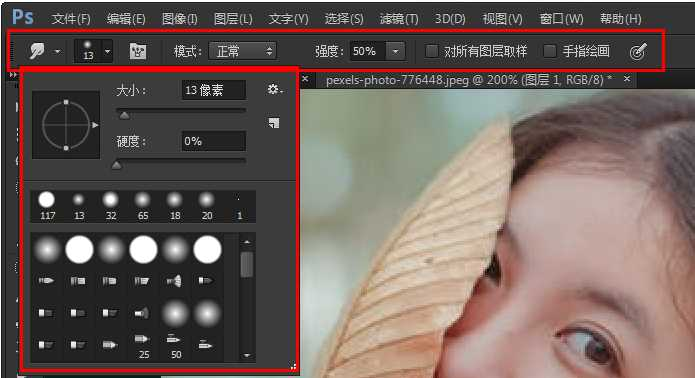 Ps 文件(F) 编辑(E) 图像(I) 图层(L) 文字(Y) 选择(S) 滤镜(T) 3D(D) 视图(V) 窗口(W) 帮助(H)
13 模式: 正常 强度: 50% 对所有图层取样 手指绘画
pexels-photo-776448.jpeg @ 200% (图层 1, RGB/8) *
大小: 13 像素
硬度: 0%
117 13 32 65 18 20 1
25 50